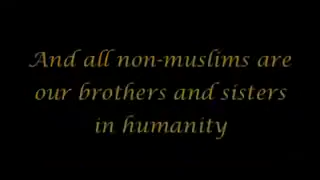 And all non-muslims are
our brothers and sisters
in humanity